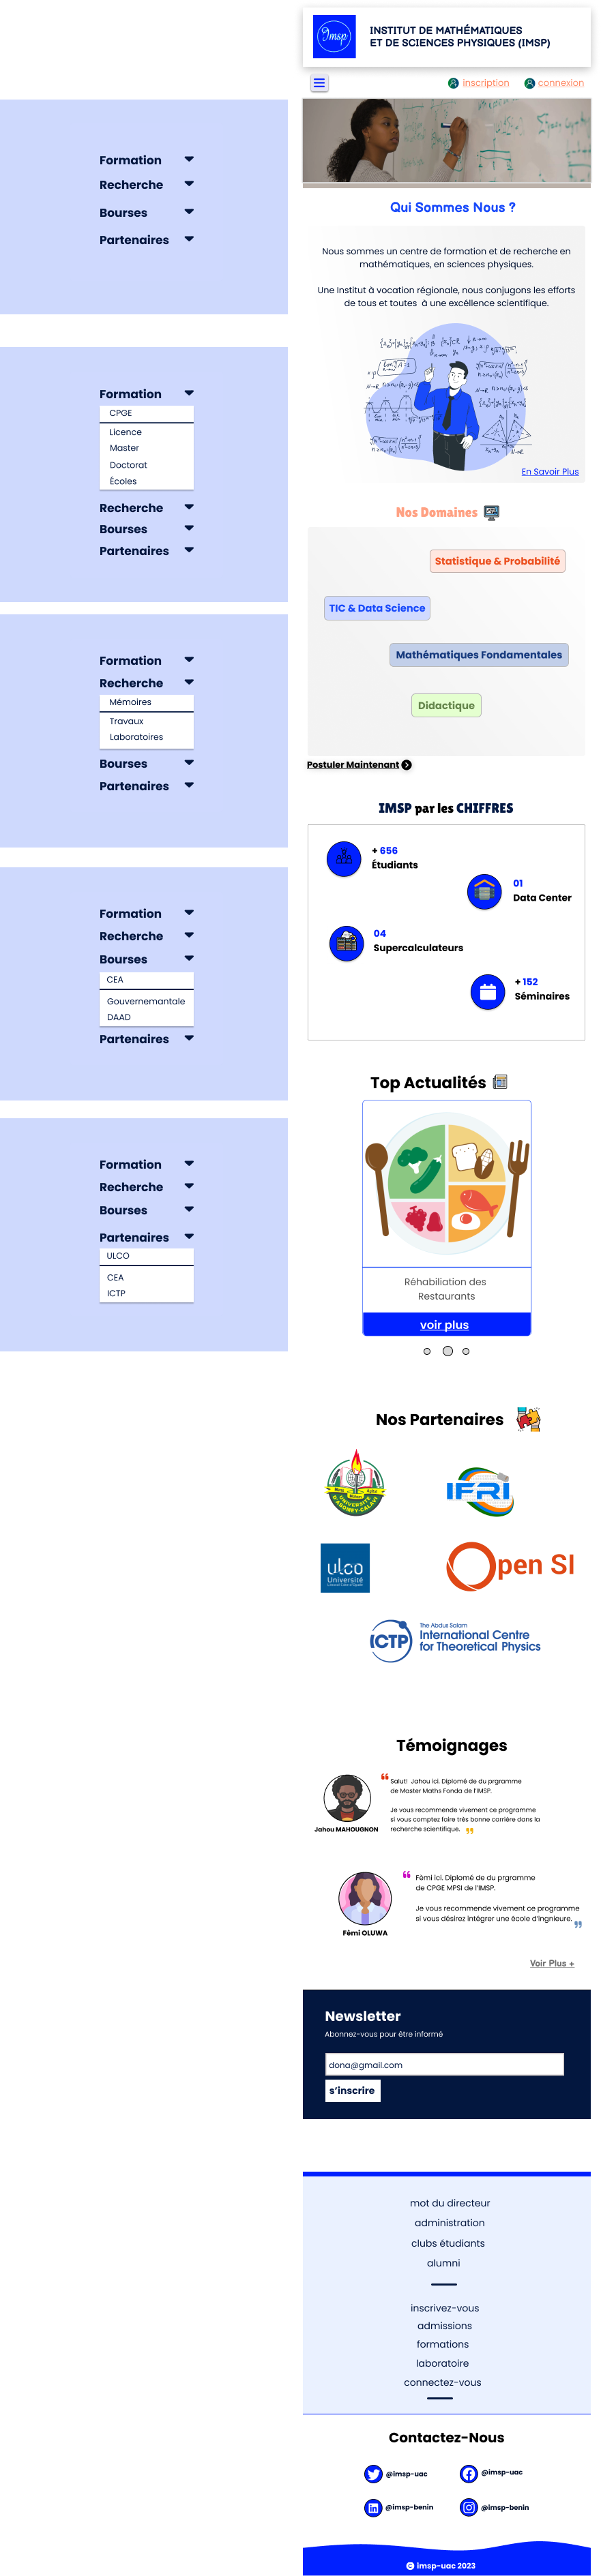 Formation
Recherche
Bourses
Partenaires
Formation
CPGE
Licence
Master
Doctorat
Écoles
Recherche
Bourses
Partenaires
Formation
Recherche
Mémoires
Travaux
Laboratoires
Bourses
Partenaires
Formation
Recherche
Bourses
CEA
Gouvernementale
DAAD
Partenaires
Formation
Recherche
Bourses
Partenaires
ULCO
CEA
ICTP
Imsp
INSTITUT DE MATHÉMATIQUES
ET DE SCIENCES PHYSIQUES (IMSP)
inscription
connexion
Qui Sommes Nous ?
Nous sommes un centre de formation et de recherche en
mathématiques, en sciences physiques.
Une Institut à vocation régionale, nous conjugons les efforts
de tous et toutes à une excéllence scientifique.
En Savoir Plus
Nos Domaines
Statistique & Probabilité
TIC & Data Science
Mathématiques Fondamentales
Didactique
Postuler Maintenant
IMSP par les CHIFFRES
+ 656
Étudiants
01
Data Center
04
Supercalculateurs
+ 152
Séminaires
Top Actualités
Réhabiliation des
Restaurants
voir plus
Nos Partenaires
UNIVERSITÉ
D'ABOMEY-CALAVI
IFRI
ulco
Université
Open SI
ICTP
The Abdus Salam
International Centre
for Theoretical Physics
Témoignages
Salut! Jahou ici. Diplomé de du prgramme
de Master Maths Fonda de l'IMSP.
Je vous recommende vivement ce programme
si vous comptez faire très bonne carrière dans la
recherche scientifique.
Jahou MAHOUGNON
Fèmi ici. Diplomé de du prgramme
de CPGE MPSI de l'IMSP.
Je vous recommende vivement ce programme
si vous désirez intégrer une école d'ingnieure.
Fèmi OLUWA
Voir Plus +
Newsletter
Abonnez-vous pour être informé
dona@gmail.com
s'inscrire
mot du directeur
administration
clubs étudiants
alumni
inscrivez-vous
admissions
formations
laboratoire
connectez-vous
Contactez-Nous
@imsp-uac
@imsp-uac
@imsp-benin
@imsp-benin
© imsp-uac 2023